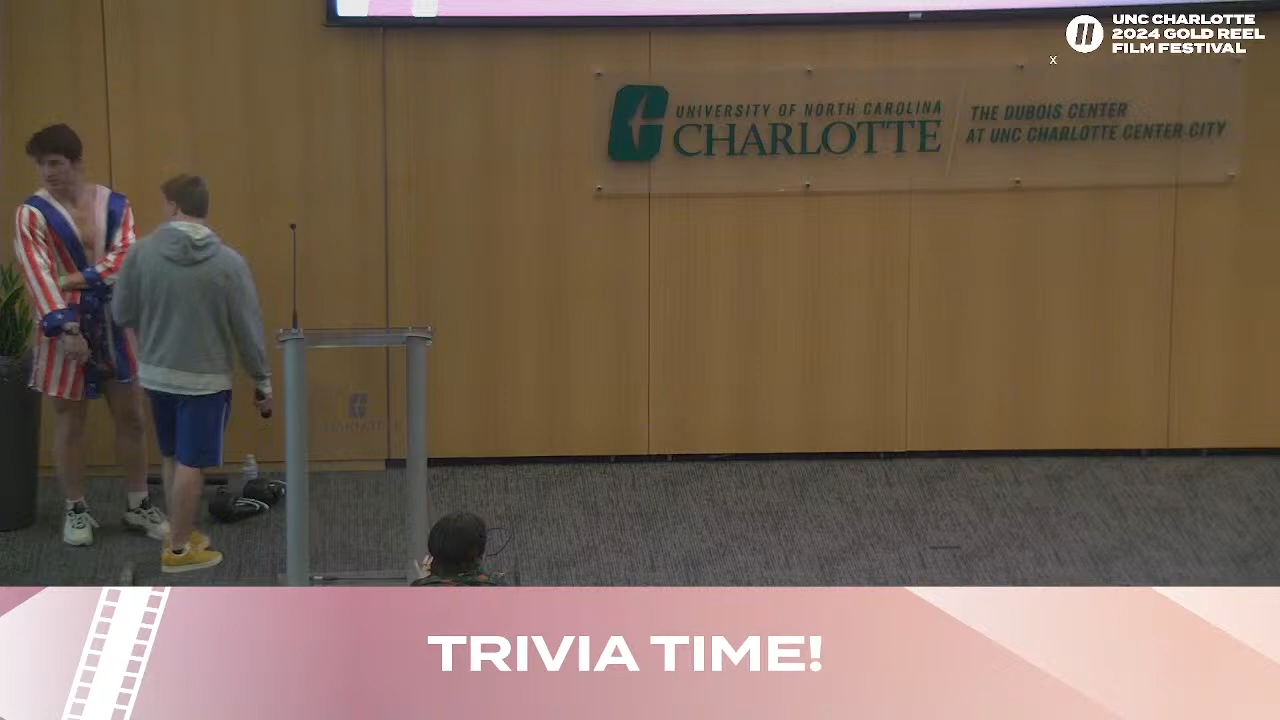 UNC CHARLOTTE
2024 GOLD REEL
FILM FESTIVAL
x
UNIVERSITY OF NORTH CAROLINA
CHARLOTTE
THE DUBOIS CENTER
AT UNC CHARLOTTE CENTER CITY
TRIVIA TIME!